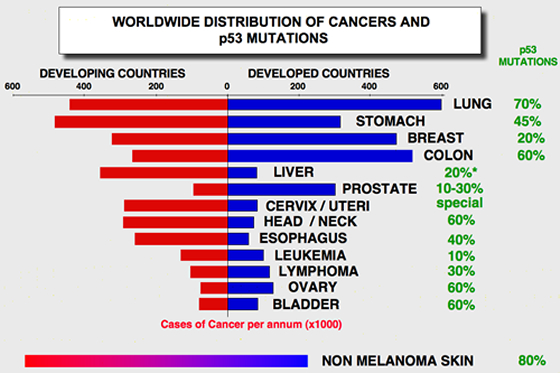 WORLDWIDE DISTRIBUTION OF CANCERS AND
p53 MUTATIONS
p53
MUTATIONS
DEVELOPING COUNTRIES DEVELOPED COUNTRIES
600 400 200 0 200 400 600
LUNG 70%
STOMACH 45%
BREAST 20%
COLON 60%
LIVER 20%*
PROSTATE 10-30%
CERVIX / UTERI special
HEAD / NECK 60%
ESOPHAGUS 40%
LEUKEMIA 10%
LYMPHOMA 30%
OVARY 60%
BLADDER 60%
Cases of Cancer per annum (x1000)
NON MELANOMA SKIN 80%